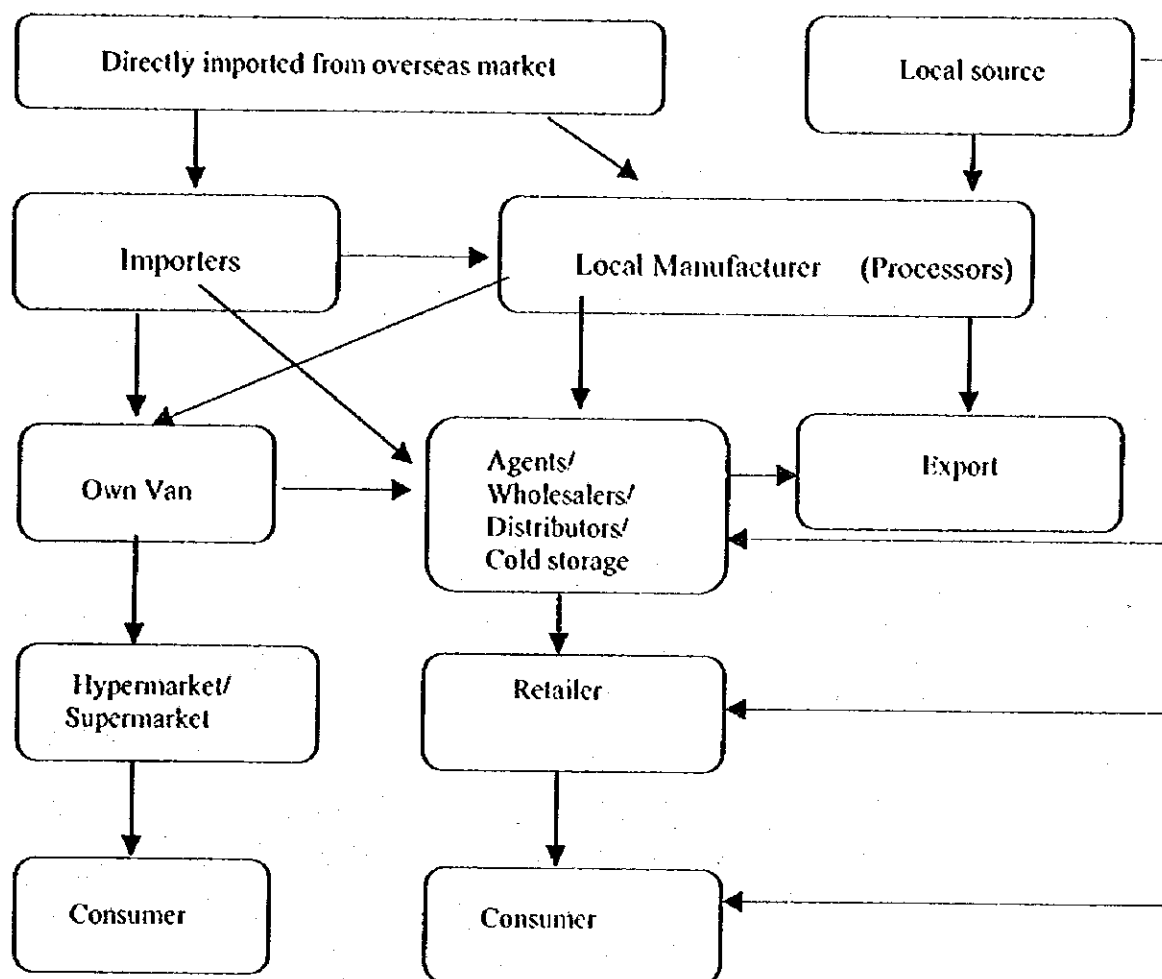 Directly imported from overseas market
Local source
Importers
Local Manufacturer (Processors)
Own Van
Agents/
Wholesalers/
Distributors/
Cold storage
Export
Hypermarket/
Supermarket
Retailer
Consumer
Consumer